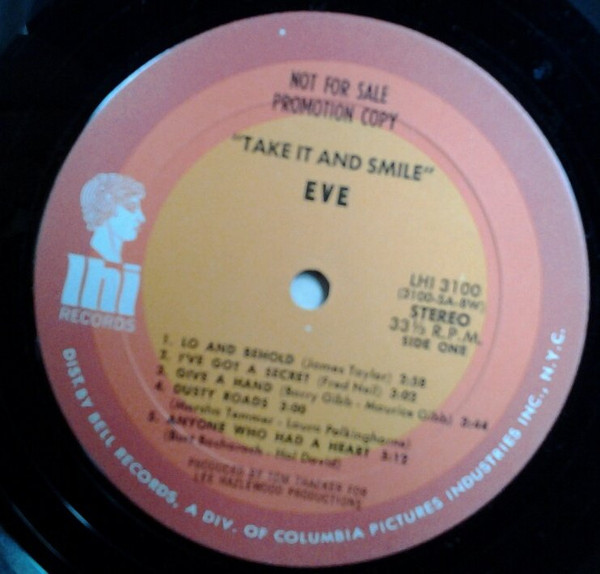 NOT FOR SALE
PROMOTION COPY
"TAKE IT AND SMILE"
EVE
lhi
RECORDS
LHI 3100
(3100-SA-BW)
STEREO
33⅓ R.P.M.
SIDE ONE
1. LO AND BEHOLD (James Taylor) 2:38
2. I'VE GOT A SECRET (Fred Neil) 3:02
3. GIVE A HAND (Barry Gibb - Maurice Gibb) 2:44
4. DUSTY ROADS 2:00
(Marsha Temmer - Laura Polkinghorne)
5. ANYONE WHO HAD A HEART 3:12
(Burt Bacharach - Hal David)
PRODUCED BY TOM THACKER FOR
LEE HAZLEWOOD PRODUCTIONS
DIST. BY BELL RECORDS, A DIV. OF COLUMBIA PICTURES INDUSTRIES INC., N.Y.C.